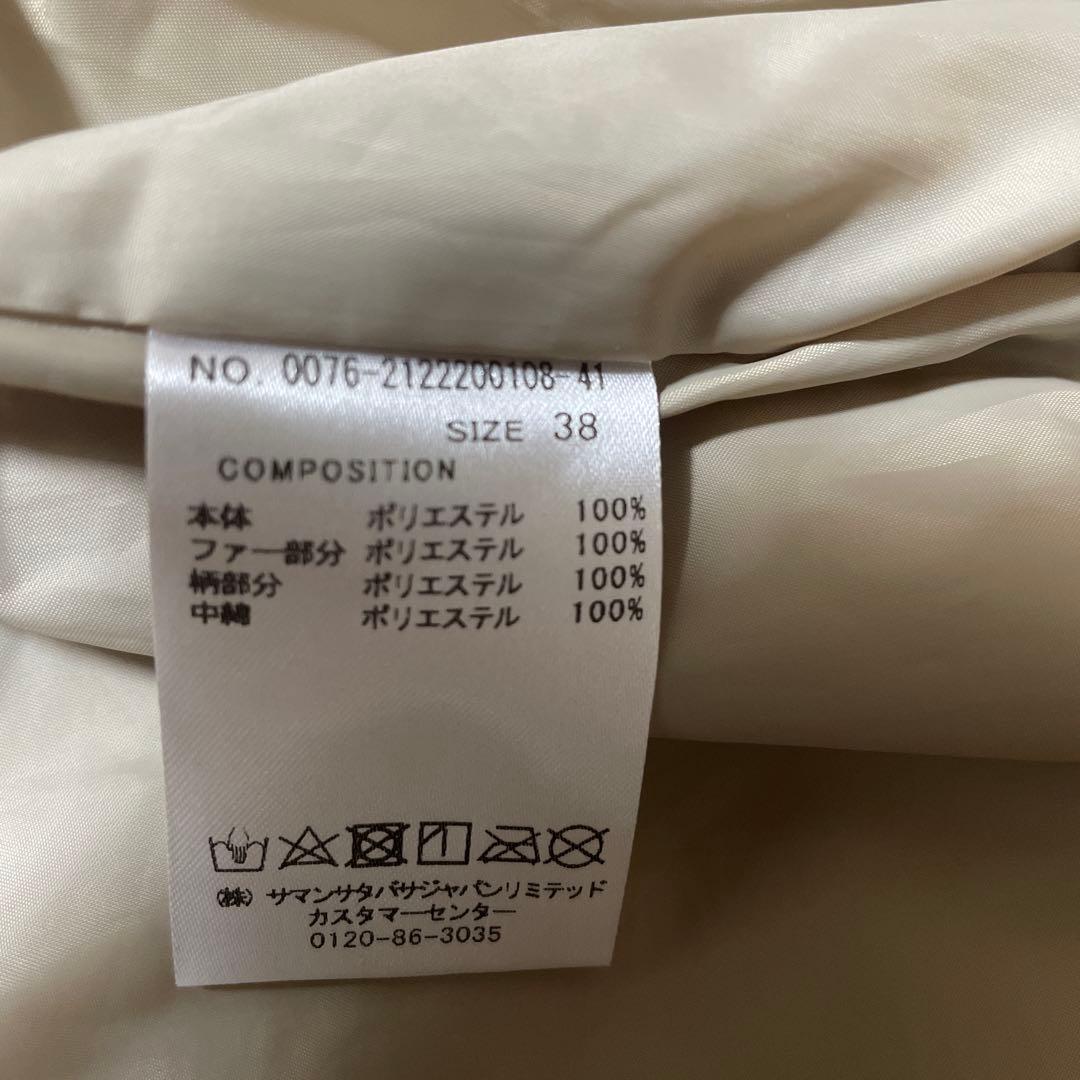 NO. 0076-2122200108-41
SIZE 38
COMPOSITION
本体 ポリエステル 100%
ファー部分 ポリエステル 100%
柄部分 ポリエステル 100%
中綿 ポリエステル 100%
(株) サマンサタバサジャパンリミテッド
カスタマーセンター
0120-86-3035